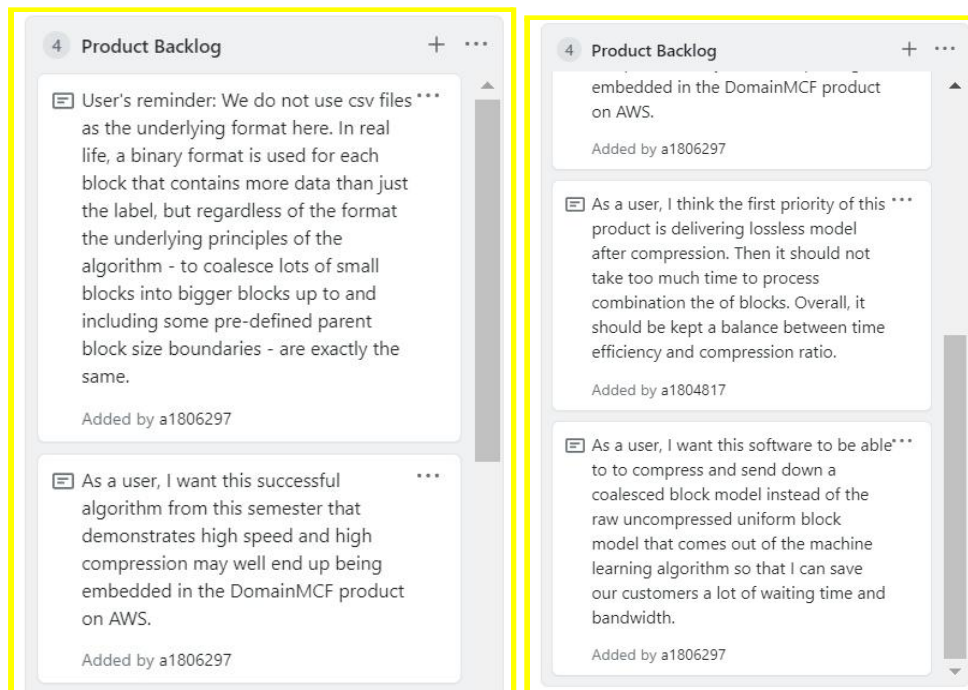 4 Product Backlog
User's reminder: We do not use csv files
as the underlying format here. In real
life, a binary format is used for each
block that contains more data than just
the label, but regardless of the format
the underlying principles of the
algorithm - to coalesce lots of small
blocks into bigger blocks up to and
including some pre-defined parent
block size boundaries - are exactly the
same.
Added by a1806297
As a user, I want this successful
algorithm from this semester that
demonstrates high speed and high
compression may well end up being
embedded in the DomainMCF product
on AWS.
Added by a1806297
4 Product Backlog
embedded in the DomainMCF product
on AWS.
Added by a1806297
As a user, I think the first priority of this
product is delivering lossless model
after compression. Then it should not
take too much time to process
combination the of blocks. Overall, it
should be kept a balance between time
efficiency and compression ratio.
Added by a1804817
As a user, I want this software to be able
to to compress and send down a
coalesced block model instead of the
raw uncompressed uniform block
model that comes out of the machine
learning algorithm so that I can save
our customers a lot of waiting time and
bandwidth.
Added by a1806297